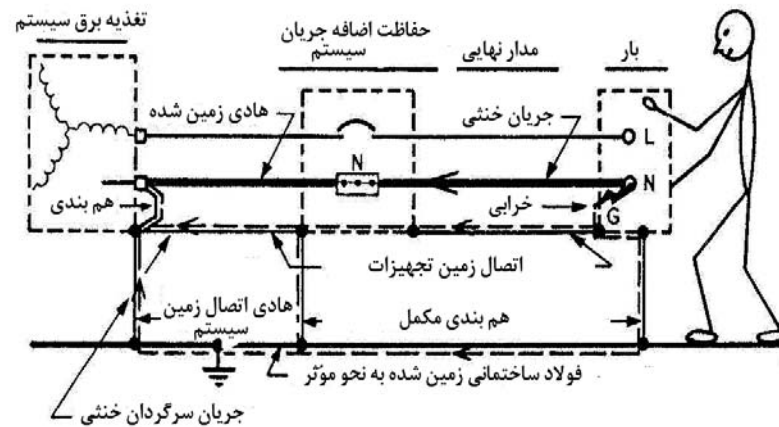 تغذیه برق سیستم
حفاظت اضافه جریان
سیستم
مدار نهایی
بار
هادی زمین شده
جریان خنثی
L
N
N
هم بندی
خرابی
G
اتصال زمین تجهیزات
هادی اتصال زمین
سیستم
هم بندی مکمل
فولاد ساختمانی زمین شده به نحو مؤثر
جریان سرگردان خنثی